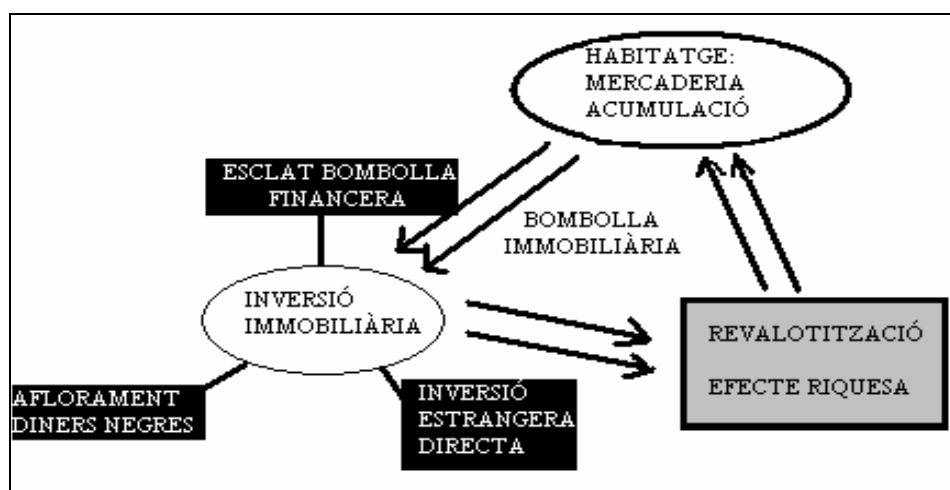 HABITATGE:
MERCADERIA
ACUMULACIÓ
ESCLAT BOMBOLLA
FINANCERA
BOMBOLLA
IMMOBILIÀRIA
INVERSIÓ
IMMOBILIÀRIA
REVALOTITZACIÓ
EFECTE RIQUESA
AFLORAMENT
DINERS NEGRES
INVERSIÓ
ESTRANGERA
DIRECTA